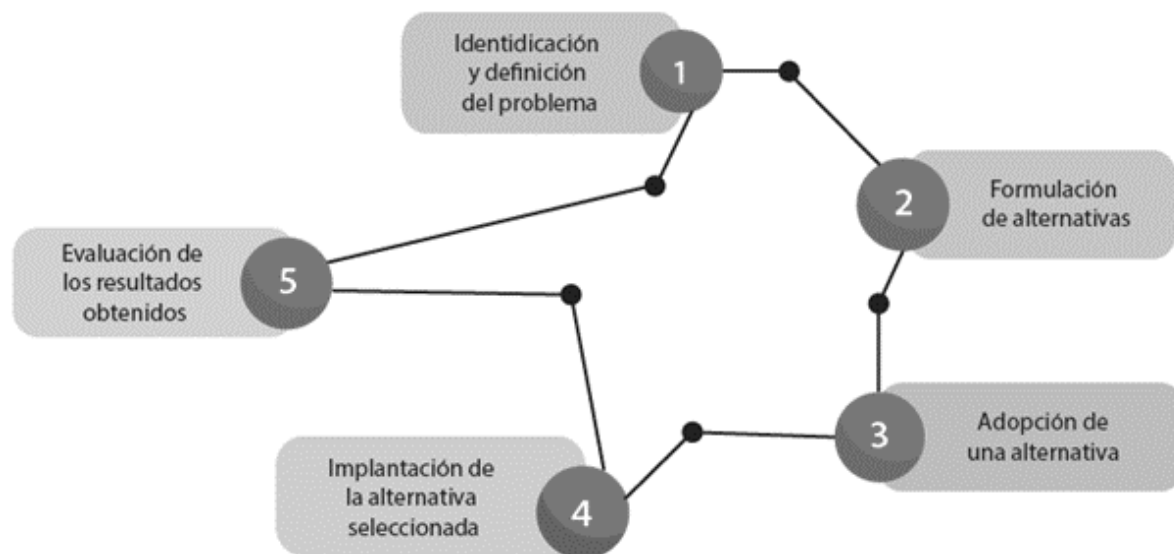 Identidicación
y definición
del problema
1
2
Formulación
de alternativas
3
Adopción de
una alternativa
4
Implantación de
la alternativa
seleccionada
5
Evaluación de
los resultados
obtenidos